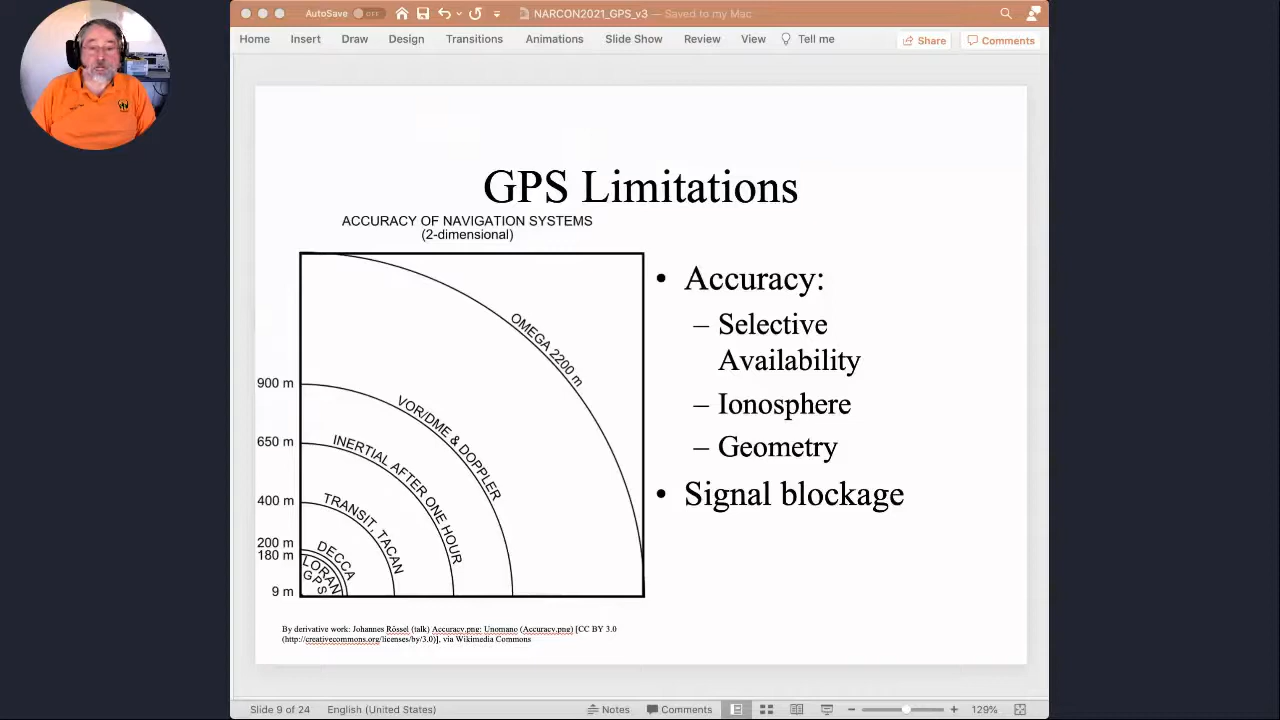 AutoSave OFF
NARCON2021_GPS_v3 — Saved to my Mac
Home Insert Draw Design Transitions Animations Slide Show Review View Tell me Share Comments
GPS Limitations
ACCURACY OF NAVIGATION SYSTEMS
(2-dimensional)
OMEGA 2200 m
900 m
VOR/DME & DOPPLER
650 m
INERTIAL AFTER ONE HOUR
400 m
TRANSIT, TACAN
200 m
DECCA
180 m
LORAN
GPS
9 m
• Accuracy:
– Selective
Availability
– Ionosphere
– Geometry
• Signal blockage
By derivative work: Johannes Rössel (talk) Accuracy.png: Unomano (Accuracy.png) [CC BY 3.0
(http://creativecommons.org/licenses/by/3.0)], via Wikimedia Commons
Slide 9 of 24 English (United States) Notes Comments 129%